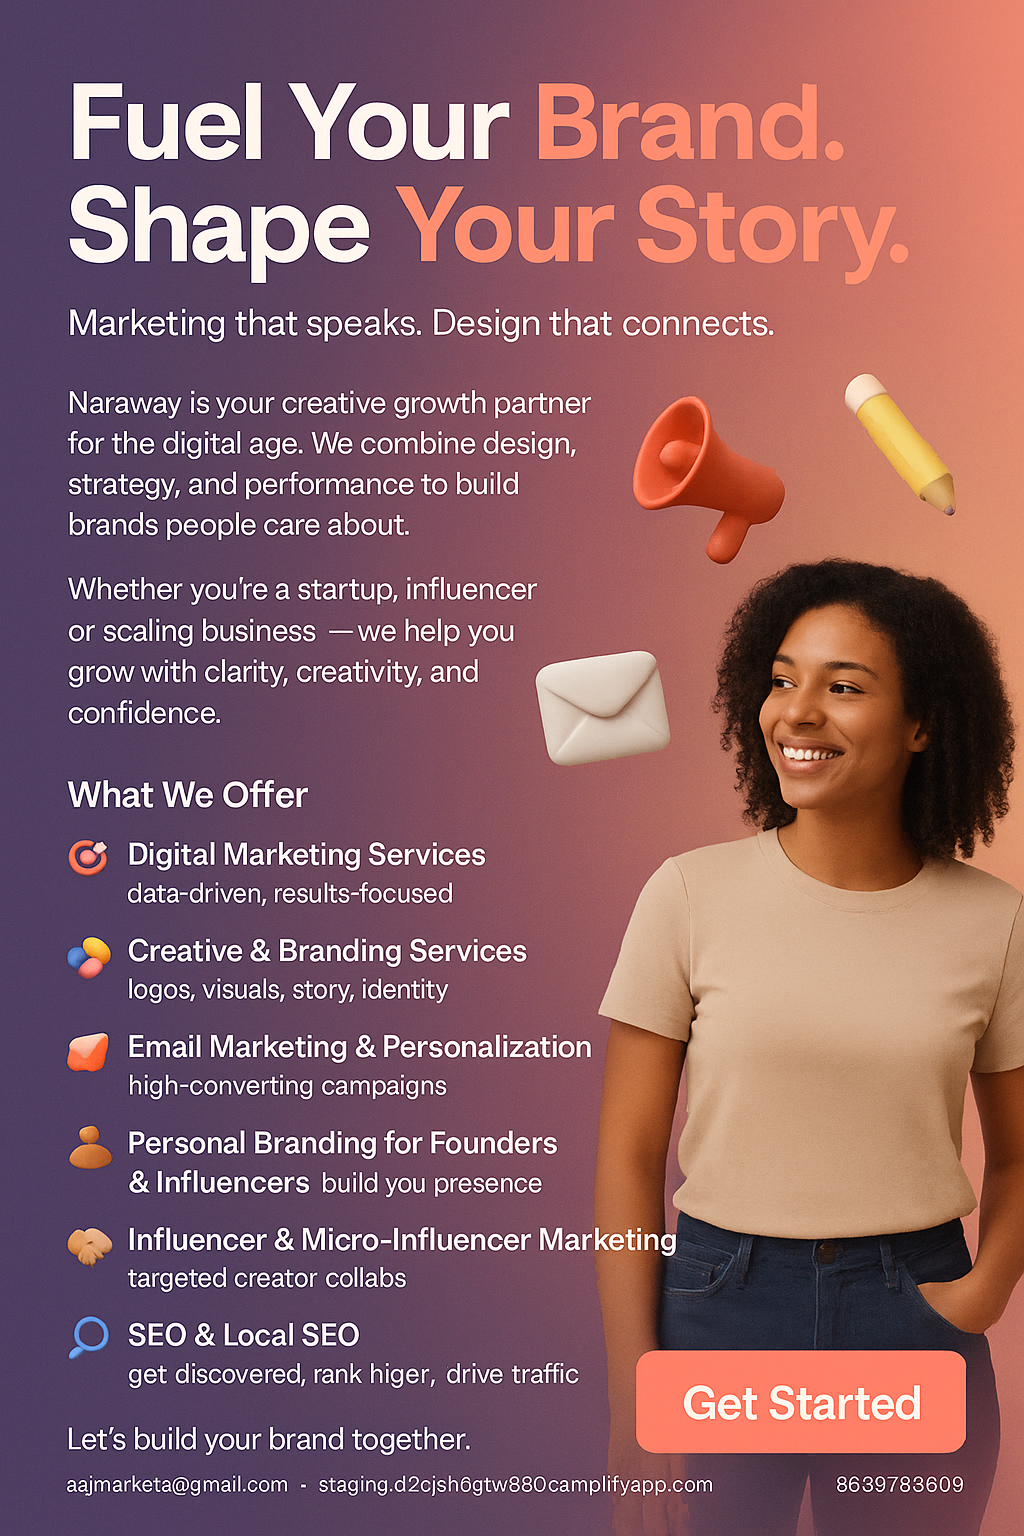 Fuel Your Brand.
Shape Your Story.
Marketing that speaks. Design that connects.
Naraway is your creative growth partner
for the digital age. We combine design,
strategy, and performance to build
brands people care about.
Whether you're a startup, influencer
or scaling business — we help you
grow with clarity, creativity, and
confidence.
What We Offer
Digital Marketing Services
data-driven, results-focused
Creative & Branding Services
logos, visuals, story, identity
Email Marketing & Personalization
high-converting campaigns
Personal Branding for Founders
& Influencers build you presence
Influencer & Micro-Influencer Marketing
targeted creator collabs
SEO & Local SEO
get discovered, rank higer, drive traffic
Get Started
Let's build your brand together.
aajmarketa@gmail.com - staging.d2cjsh6gtw880camplifyapp.com 8639783609